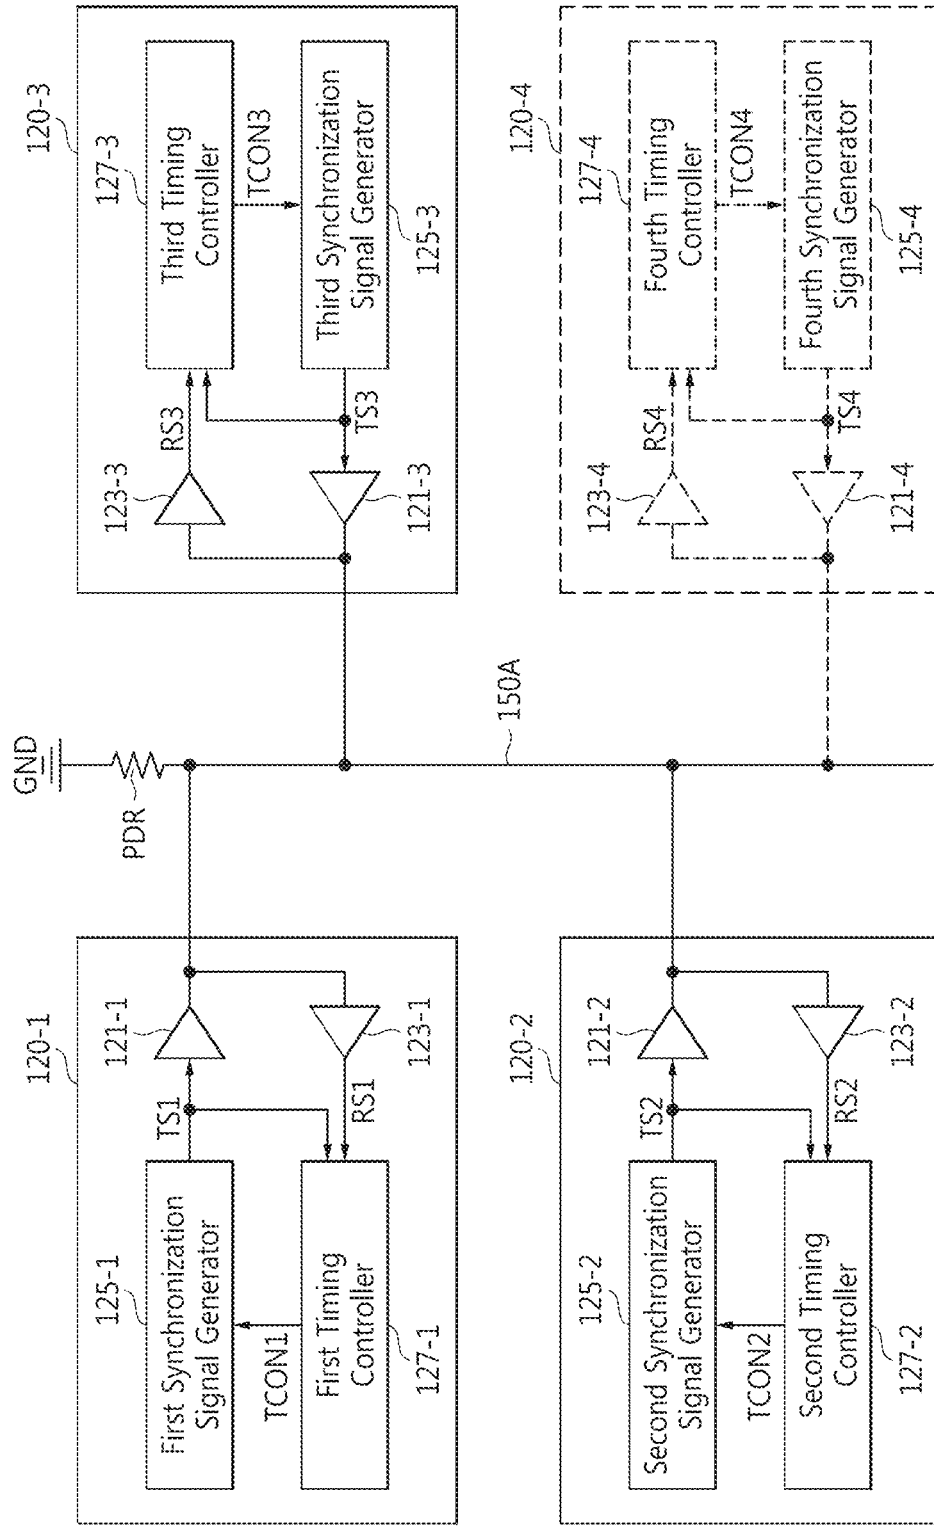 120-1
125-1
First Synchronization
Signal Generator
TS1
121-1
TCON1
First Timing
Controller
127-1
RS1
123-1
GND
PDR
120-3
127-3
Third Timing
Controller
RS3
123-3
TCON3
Third Synchronization
Signal Generator
125-3
TS3
121-3
150A
120-2
125-2
Second Synchronization
Signal Generator
TS2
121-2
TCON2
Second Timing
Controller
127-2
RS2
123-2
120-4
127-4
Fourth Timing
Controller
RS4
123-4
TCON4
Fourth Synchronization
Signal Generator
125-4
TS4
121-4